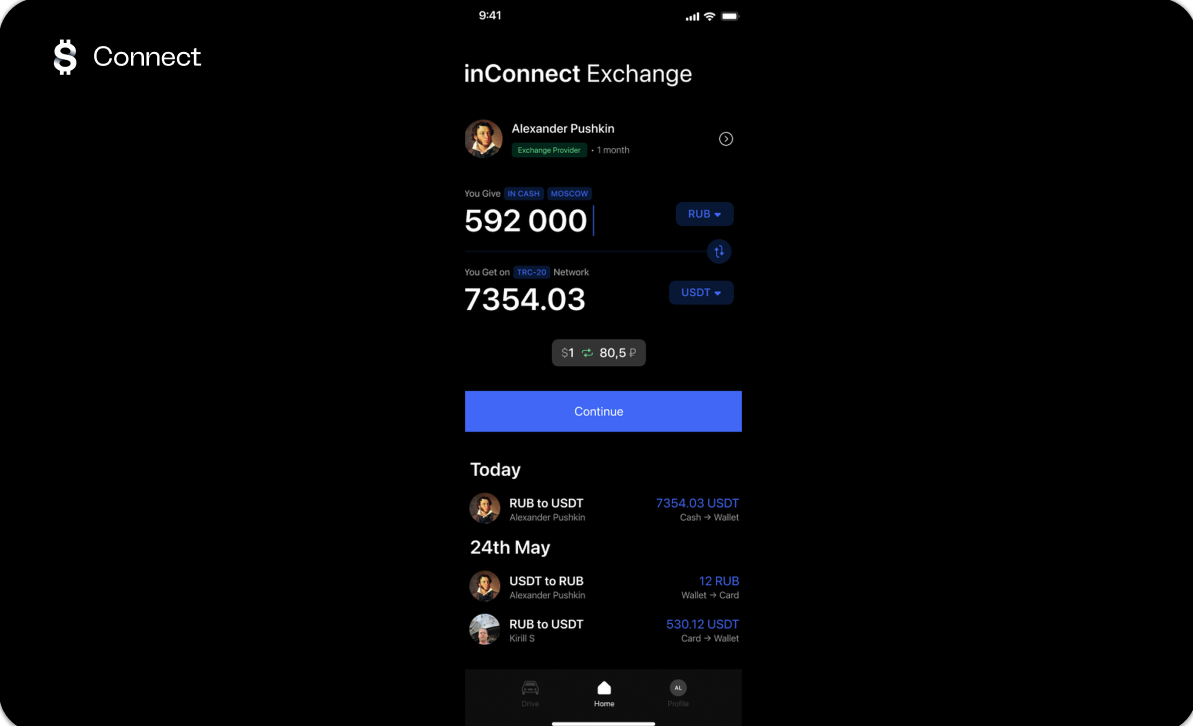 9:41
$ Connect
inConnect Exchange
Alexander Pushkin
Exchange Provider • 1 month
You Give IN CASH MOSCOW
592 000 RUB
You Get on TRC-20 Network
7354.03 USDT
$1 80,5 ₽
Continue
Today
RUB to USDT 7354.03 USDT
Alexander Pushkin Cash → Wallet
24th May
USDT to RUB 12 RUB
Alexander Pushkin Wallet → Card
RUB to USDT 530.12 USDT
Kirill S Card → Wallet
AL
Drive Home Profile